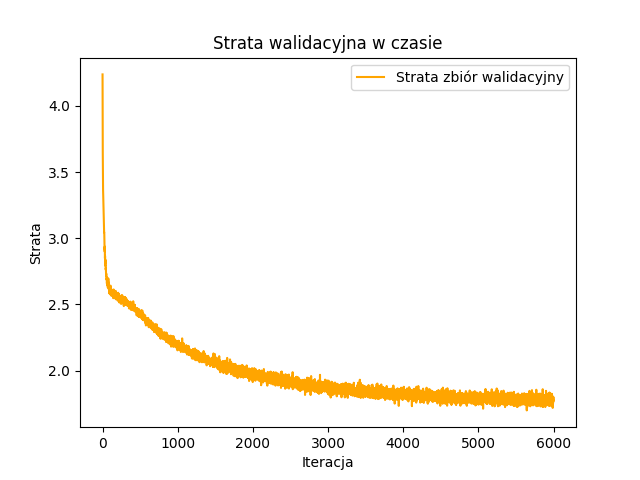 Strata walidacyjna w czasie
Strata zbiór walidacyjny
4.0
3.5
3.0
2.5
2.0
Strata
0 1000 2000 3000 4000 5000 6000
Iteracja